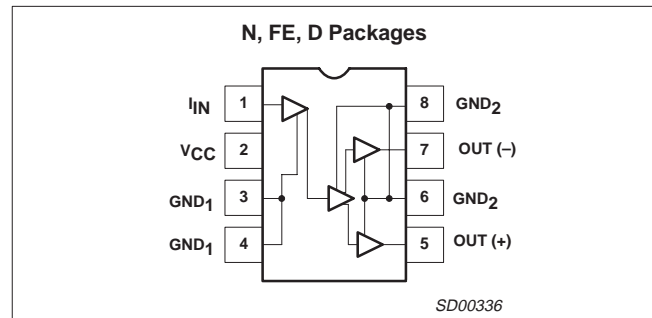 N, FE, D Packages
IIN 1 8 GND2
VCC 2 7 OUT (–)
GND1 3 6 GND2
GND1 4 5 OUT (+)
SD00336